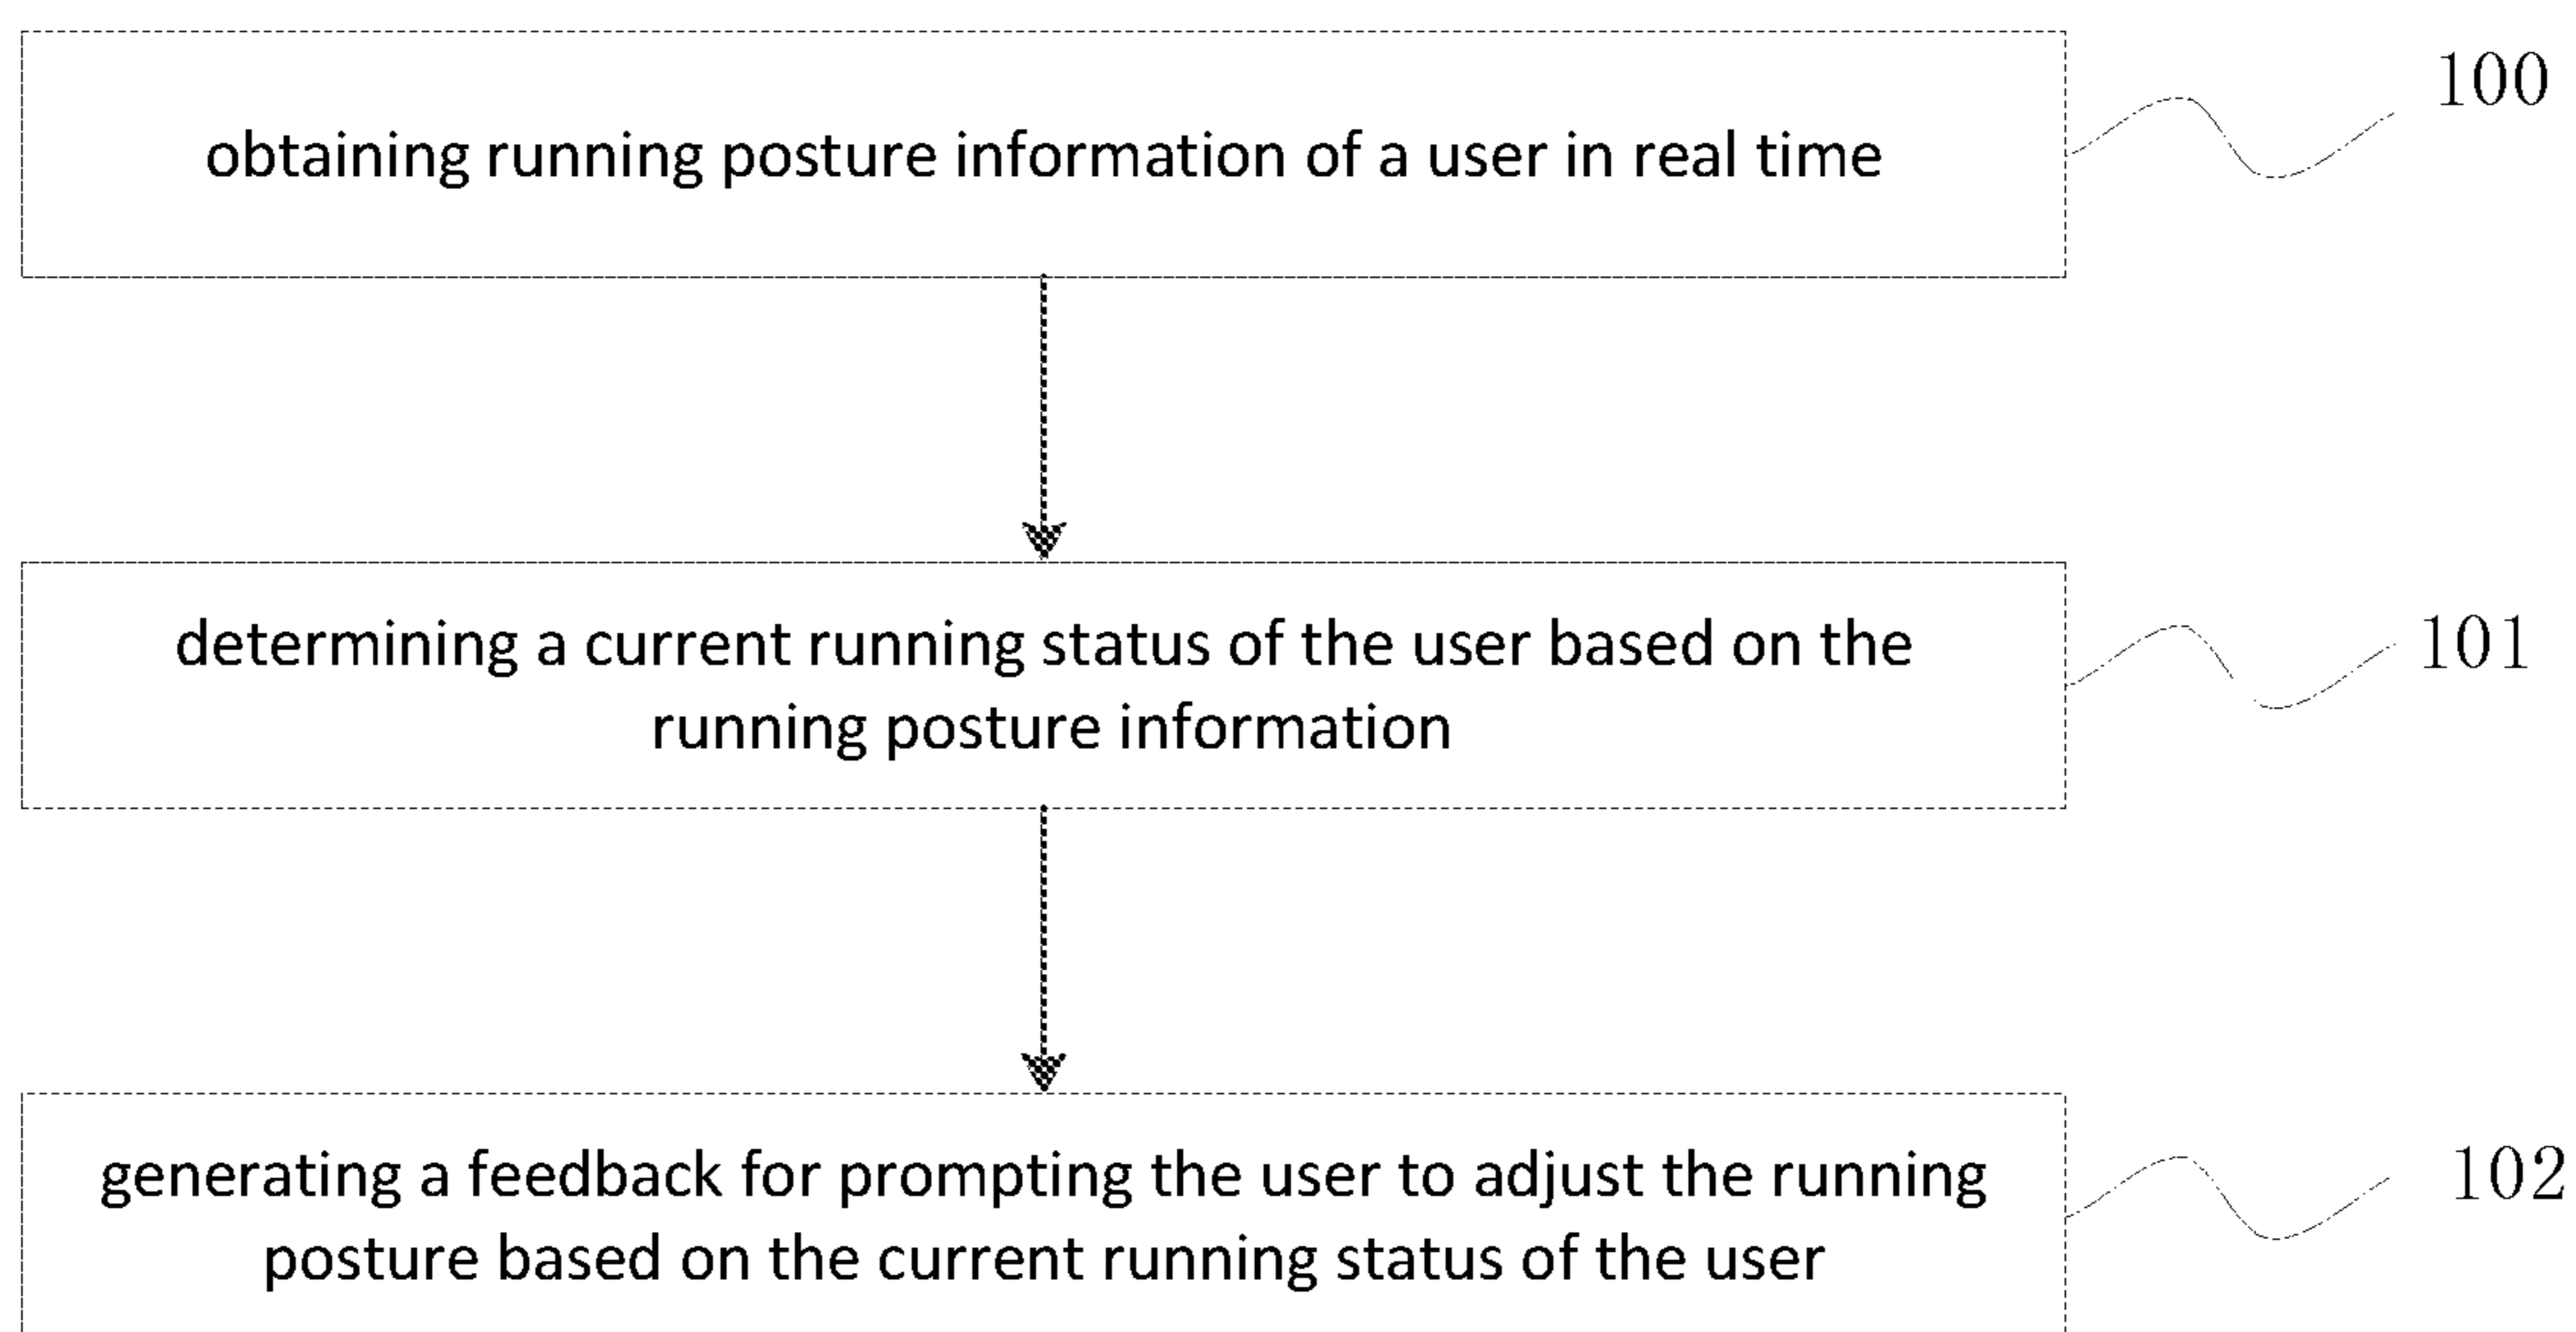 obtaining running posture information of a user in real time
100
determining a current running status of the user based on the
running posture information
101
generating a feedback for prompting the user to adjust the running
posture based on the current running status of the user
102